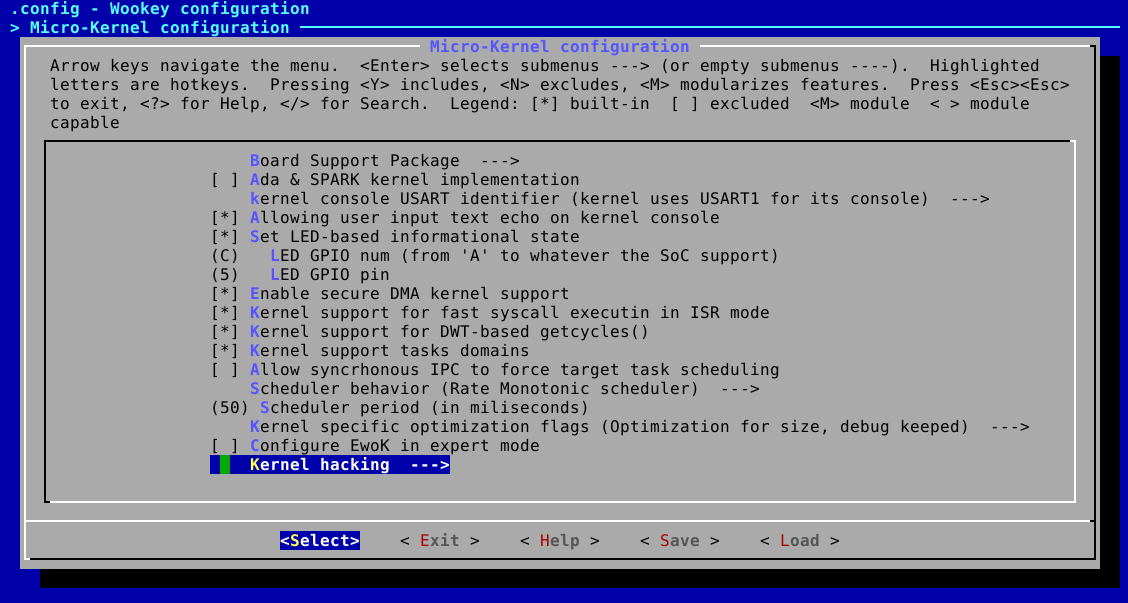 .config - Wookey configuration
> Micro-Kernel configuration
Micro-Kernel configuration
Arrow keys navigate the menu.  <Enter> selects submenus ---> (or empty submenus ----).  Highlighted
letters are hotkeys.  Pressing <Y> includes, <N> excludes, <M> modularizes features.  Press <Esc><Esc>
to exit, <?> for Help, </> for Search.  Legend: [*] built-in  [ ] excluded  <M> module  < > module
capable
Board Support Package  --->
[ ] Ada & SPARK kernel implementation
kernel console USART identifier (kernel uses USART1 for its console)  --->
[*] Allowing user input text echo on kernel console
[*] Set LED-based informational state
(C)   LED GPIO num (from 'A' to whatever the SoC support)
(5)   LED GPIO pin
[*] Enable secure DMA kernel support
[*] Kernel support for fast syscall executin in ISR mode
[*] Kernel support for DWT-based getcycles()
[*] Kernel support tasks domains
[ ] Allow syncrhonous IPC to force target task scheduling
Scheduler behavior (Rate Monotonic scheduler)  --->
(50) Scheduler period (in miliseconds)
Kernel specific optimization flags (Optimization for size, debug keeped)  --->
[ ] Configure EwoK in expert mode
Kernel hacking  --->
<Select>    < Exit >    < Help >    < Save >    < Load >